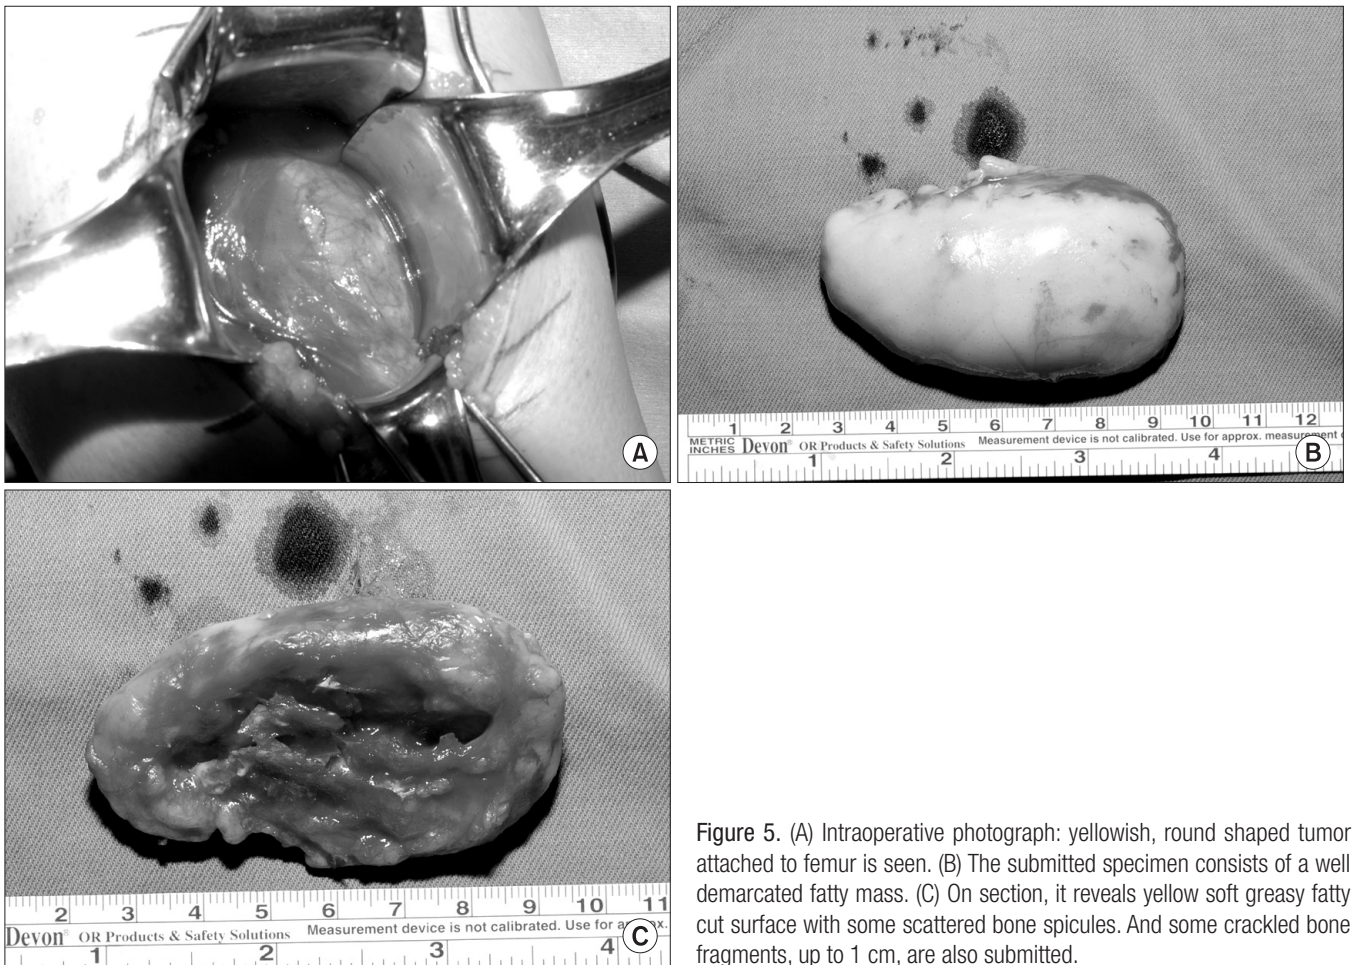 A
1 2 3 4 5 6 7 8 9 10 11 12
METRIC
INCHES Devon® OR Products & Safety Solutions Measurement device is not calibrated. Use for approx. measurement
1 2 3 4
B
2 3 4 5 6 7 8 9 10 11
Devon® OR Products & Safety Solutions Measurement device is not calibrated. Use for
1 2 3 4
C
Figure 5. (A) Intraoperative photograph: yellowish, round shaped tumor
attached to femur is seen. (B) The submitted specimen consists of a well
demarcated fatty mass. (C) On section, it reveals yellow soft greasy fatty
cut surface with some scattered bone spicules. And some crackled bone
fragments, up to 1 cm, are also submitted.